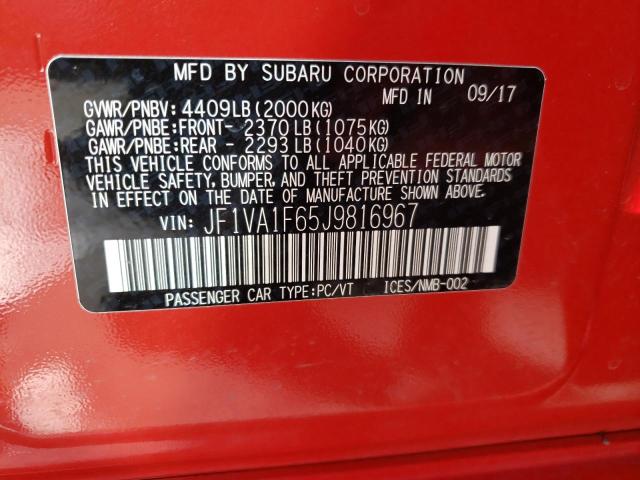 MFD BY SUBARU CORPORATION
MFD IN 09/17
GVWR/PNBV: 4409LB(2000KG)
GAWR/PNBE:FRONT- 2370LB(1075KG)
GAWR/PNBE:REAR - 2293LB(1040KG)
THIS VEHICLE CONFORMS TO ALL APPLICABLE FEDERAL MOTOR
VEHICLE SAFETY, BUMPER, AND THEFT PREVENTION STANDARDS
IN EFFECT ON THE DATE OF MANUFACTURE SHOWN ABOVE.
VIN: JF1VA1F65J9816967
PASSENGER CAR TYPE:PC/VT ICES/NMB-002